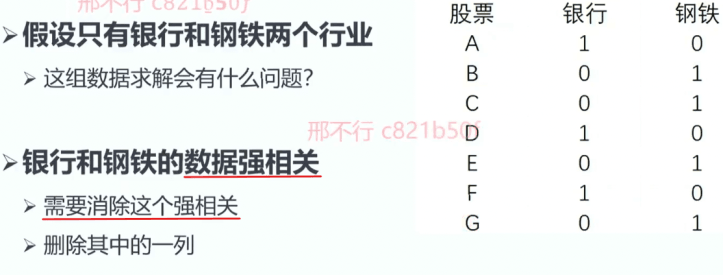 邢不行 c821b50f
➢假设只有银行和钢铁两个行业
➢ 这组数据求解会有什么问题？
➢银行和钢铁的数据强相关
➢ 需要消除这个强相关
➢ 删除其中的一列
股票 银行 钢铁
A 1 0
B 0 1
C 0 1
邢不行 c821b50f
D 1 0
E 0 1
F 1 0
G 0 1